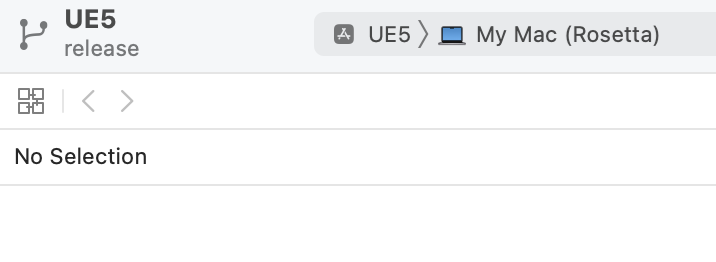 UE5
release
UE5 〉 My Mac (Rosetta)
No Selection